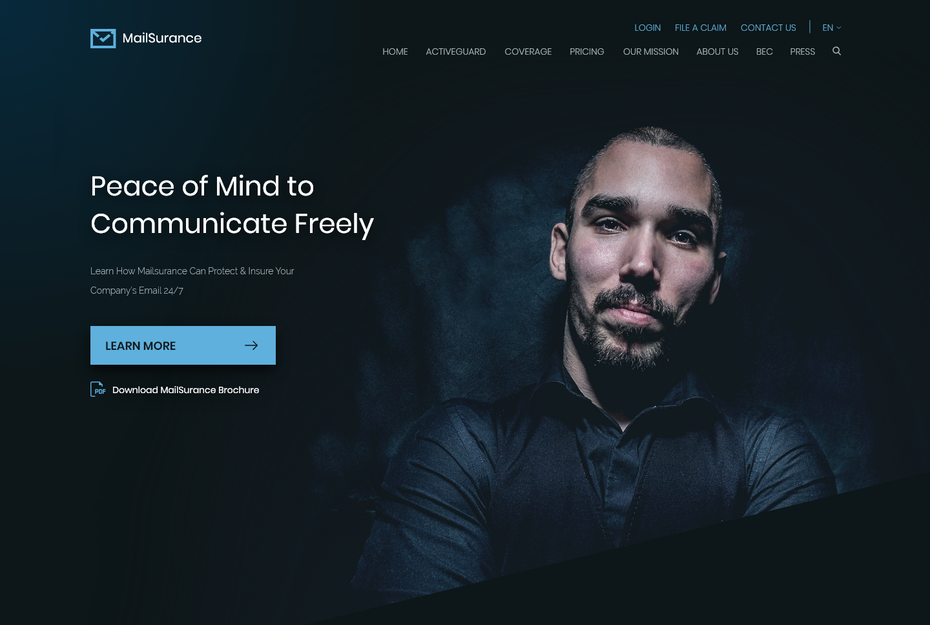 MailSurance
LOGIN FILE A CLAIM CONTACT US EN
HOME ACTIVEGUARD COVERAGE PRICING OUR MISSION ABOUT US BEC PRESS
Peace of Mind to
Communicate Freely
Learn How Mailsurance Can Protect & Insure Your
Company's Email 24/7
LEARN MORE
PDF Download MailSurance Brochure